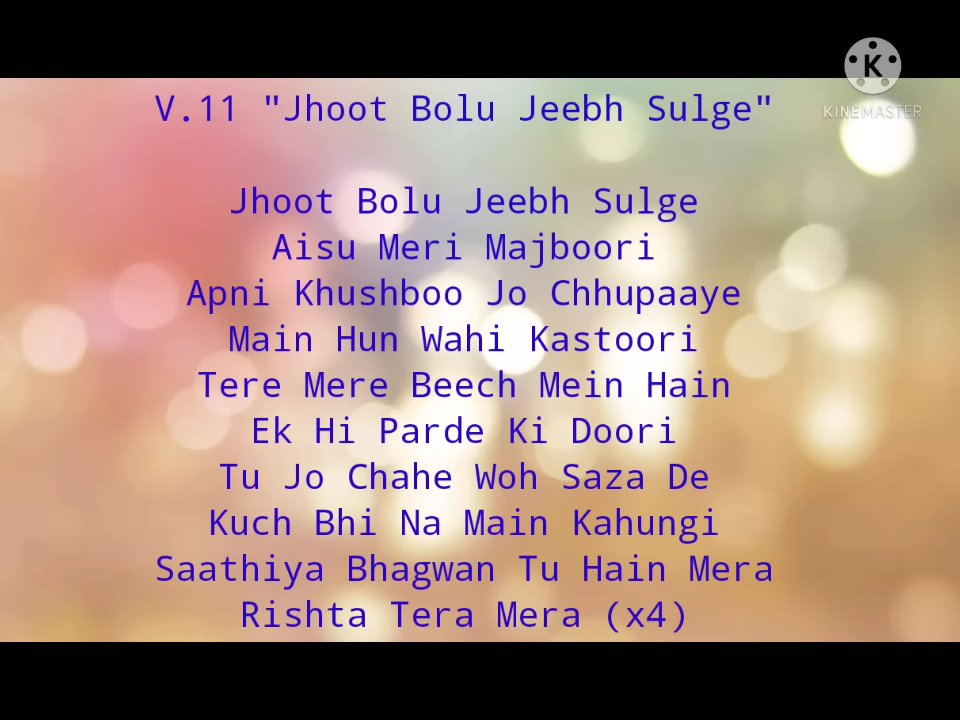 K
KINEMASTER
V.11 "Jhoot Bolu Jeebh Sulge"
Jhoot Bolu Jeebh Sulge
Aisu Meri Majboori
Apni Khushboo Jo Chhupaaye
Main Hun Wahi Kastoori
Tere Mere Beech Mein Hain
Ek Hi Parde Ki Doori
Tu Jo Chahe Woh Saza De
Kuch Bhi Na Main Kahungi
Saathiya Bhagwan Tu Hain Mera
Rishta Tera Mera (x4)